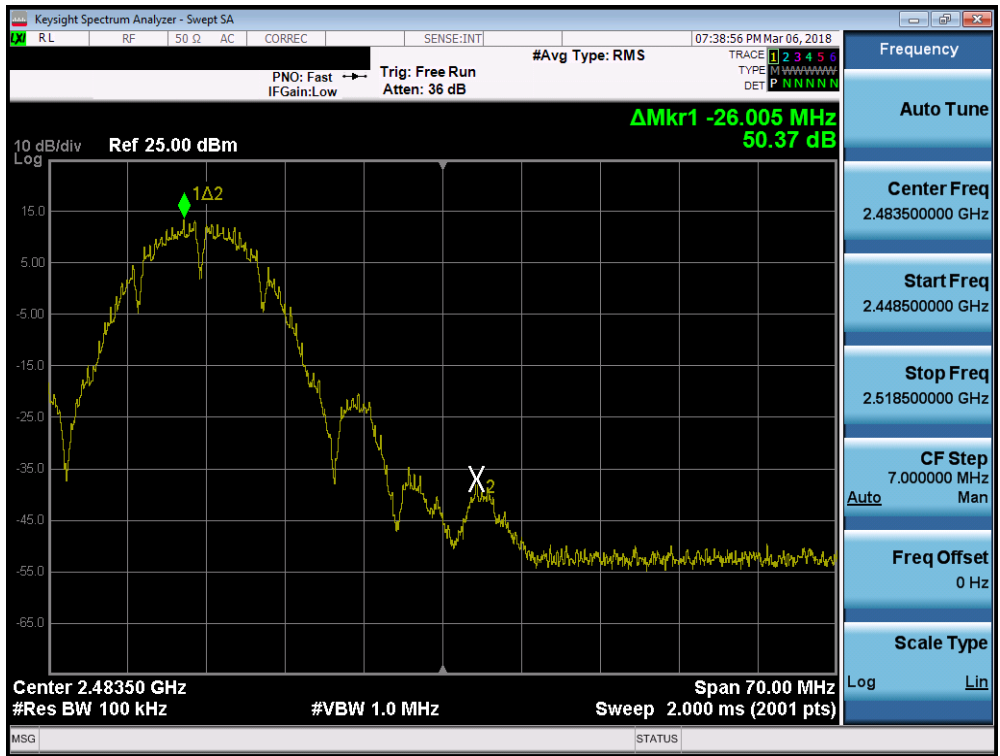 Keysight Spectrum Analyzer - Swept SA
LXI RL RF 50 Ω AC CORREC SENSE:INT 07:38:56 PM Mar 06, 2018
PNO: Fast Trig: Free Run #Avg Type: RMS TRACE 1 2 3 4 5 6
IFGain:Low Atten: 36 dB TYPE M W W W W W
DET P N N N N N
ΔMkr1 -26.005 MHz
50.37 dB
10 dB/div Ref 25.00 dBm
Log
1Δ2
15.0
5.00
-5.00
-15.0
-25.0
-35.0
X2
-45.0
-55.0
-65.0
Center 2.48350 GHz Span 70.00 MHz
#Res BW 100 kHz #VBW 1.0 MHz Sweep 2.000 ms (2001 pts)
MSG STATUS
Frequency
Auto Tune
Center Freq
2.483500000 GHz
Start Freq
2.448500000 GHz
Stop Freq
2.518500000 GHz
CF Step
7.000000 MHz
Auto Man
Freq Offset
0 Hz
Scale Type
Log Lin